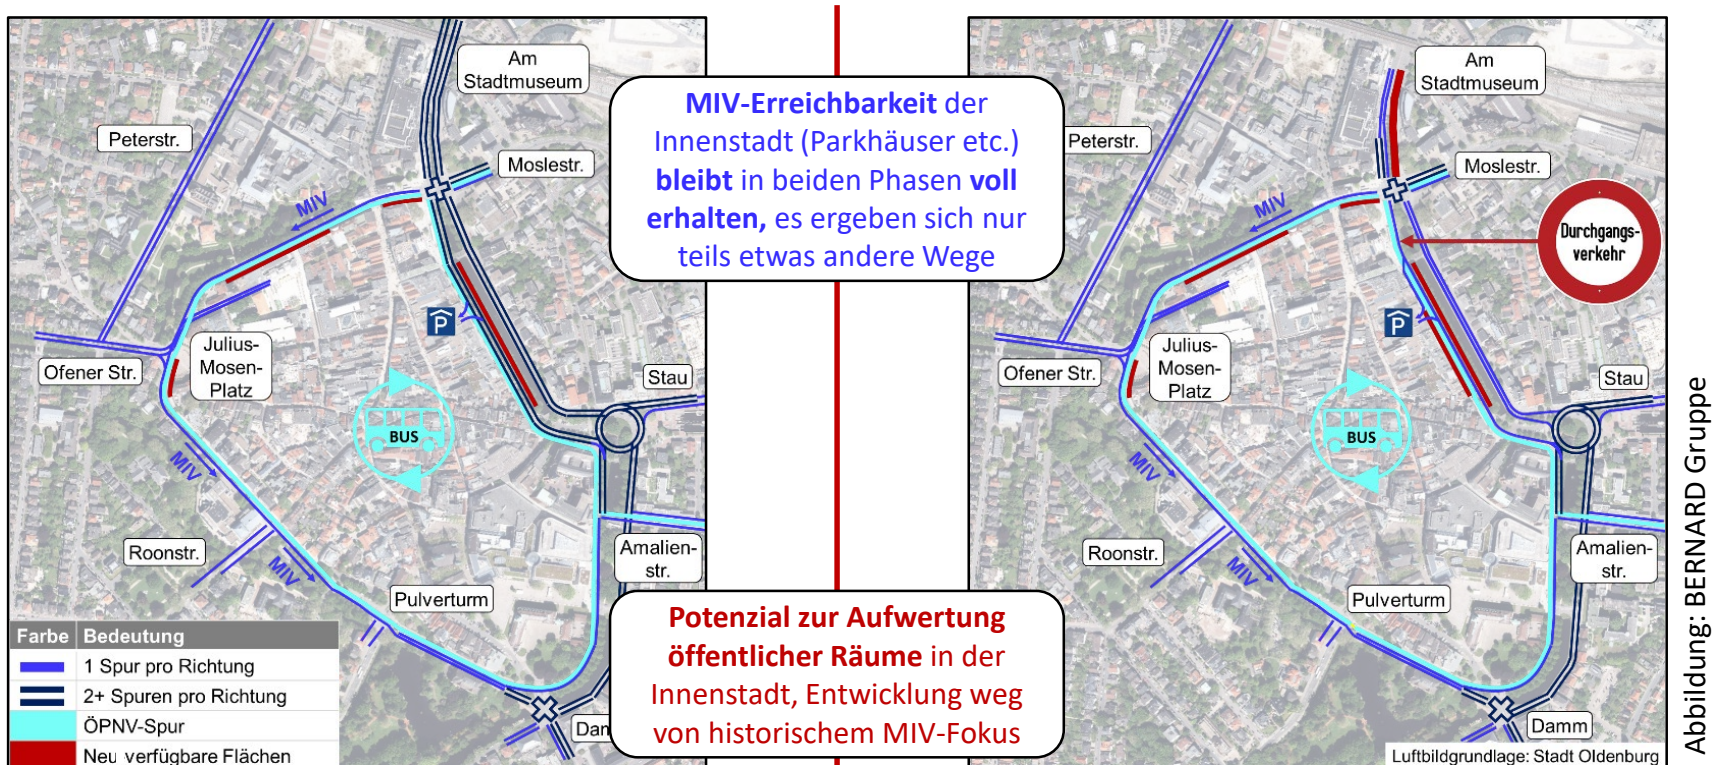 Am
Stadtmuseum
Peterstr.
Moslestr.
MIV
P
Ofener Str.
Julius-
Mosen-
Platz
Stau
BUS
MIV
Roonstr.
MIV
Amalien-
str.
Pulverturm
Farbe Bedeutung
1 Spur pro Richtung
2+ Spuren pro Richtung
ÖPNV-Spur
Neu verfügbare Flächen
MIV-Erreichbarkeit der
Innenstadt (Parkhäuser etc.)
bleibt in beiden Phasen voll
erhalten, es ergeben sich nur
teils etwas andere Wege
Potenzial zur Aufwertung
öffentlicher Räume in der
Innenstadt, Entwicklung weg
von historischem MIV-Fokus
Am
Stadtmuseum
Peterstr.
Moslestr.
MIV
Durchgangs-
verkehr
P
Ofener Str.
Julius-
Mosen-
Platz
Stau
BUS
MIV
Roonstr.
MIV
Amalien-
str.
Pulverturm
Damm
Luftbildgrundlage: Stadt Oldenburg
Abbildung: BERNARD Gruppe